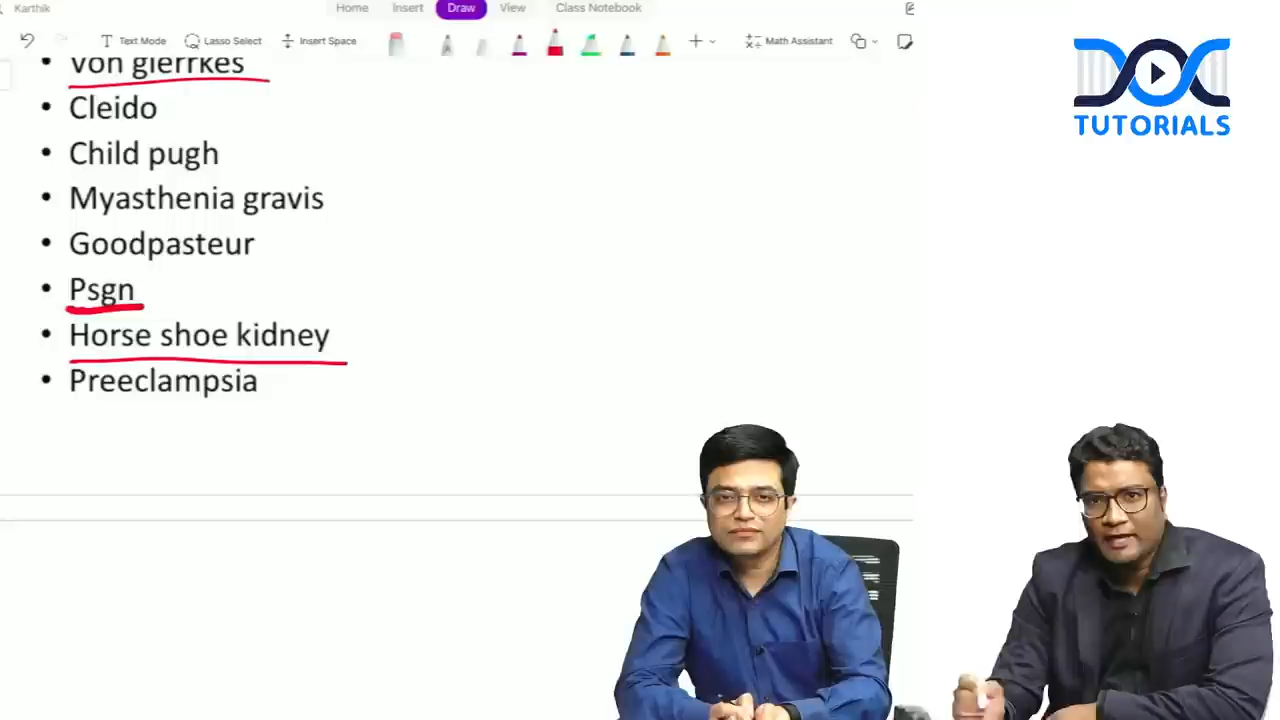 Karthik
Home Insert Draw View Class Notebook
Text Mode Lasso Select Insert Space Math Assistant
• Von gierrkes
• Cleido
• Child pugh
• Myasthenia gravis
• Goodpasteur
• Psgn
• Horse shoe kidney
• Preeclampsia
DOC
TUTORIALS